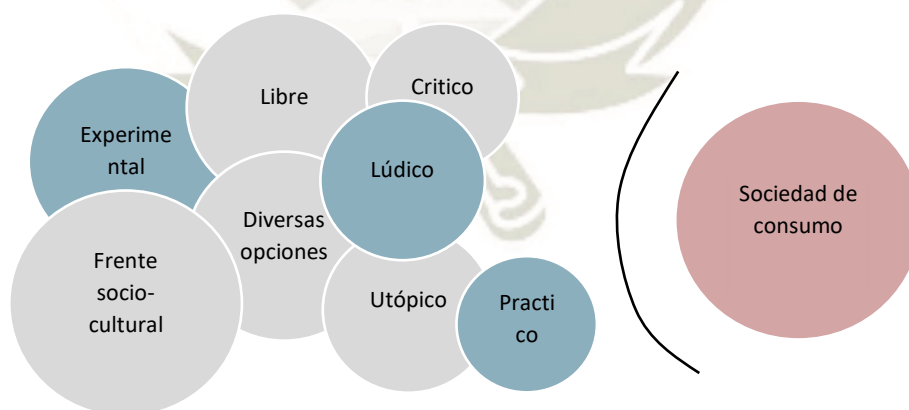 Libre
Critico
Experime
ntal
Lúdico
Diversas
opciones
Frente
socio-
cultural
Utópico
Practi
co
Sociedad de
consumo